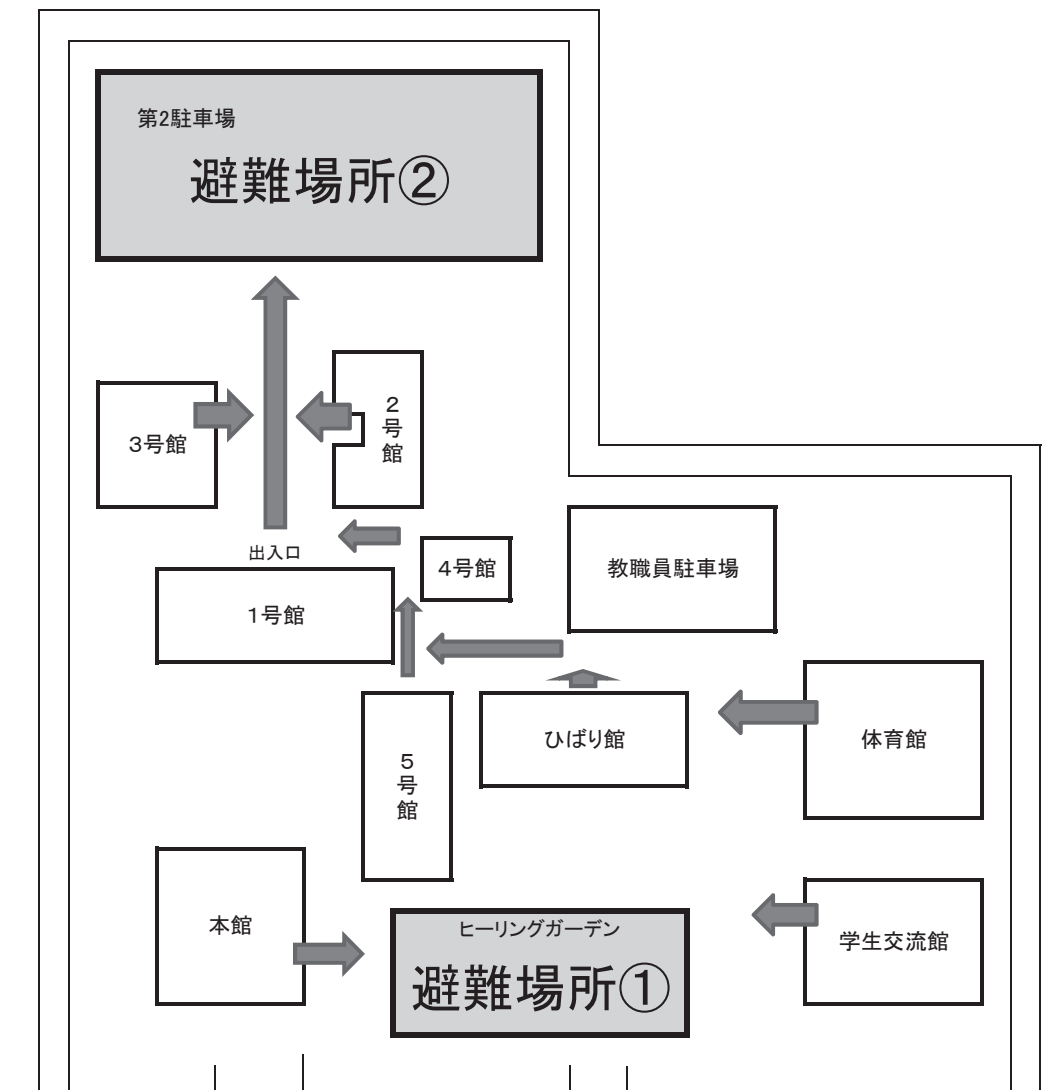 第2駐車場
避難場所②
2号館
3号館
出入口
4号館
教職員駐車場
1号館
ひばり館
体育館
5号館
本館
ヒーリングガーデン
避難場所①
学生交流館